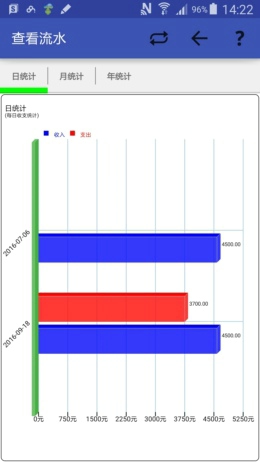 96% 14:22
查看流水 ?
日统计 月统计 年统计
日统计
(每日收支统计)
收入 支出
2016-07-06
4500.00
3700.00
2016-09-18
4500.00
0元 750元 1500元 2250元 3000元 3750元 4500元 5250元